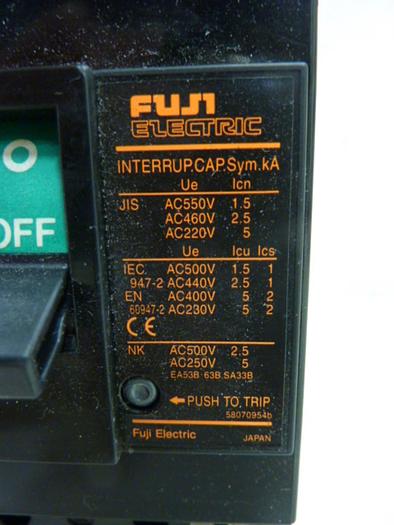 FUJI
ELECTRIC
INTERRUP.CAP.Sym.kA
Ue Icn
JIS AC550V 1.5
AC460V 2.5
AC220V 5
Ue Icu Ics
IEC AC500V 1.5 1
947-2 AC440V 2.5 1
EN AC400V 5 2
60947-2 AC230V 5 2
CE
NK AC500V 2.5
AC250V 5
EA53B·63B.SA33B
←PUSH TO TRIP
58070954b
Fuji Electric JAPAN
O
OFF